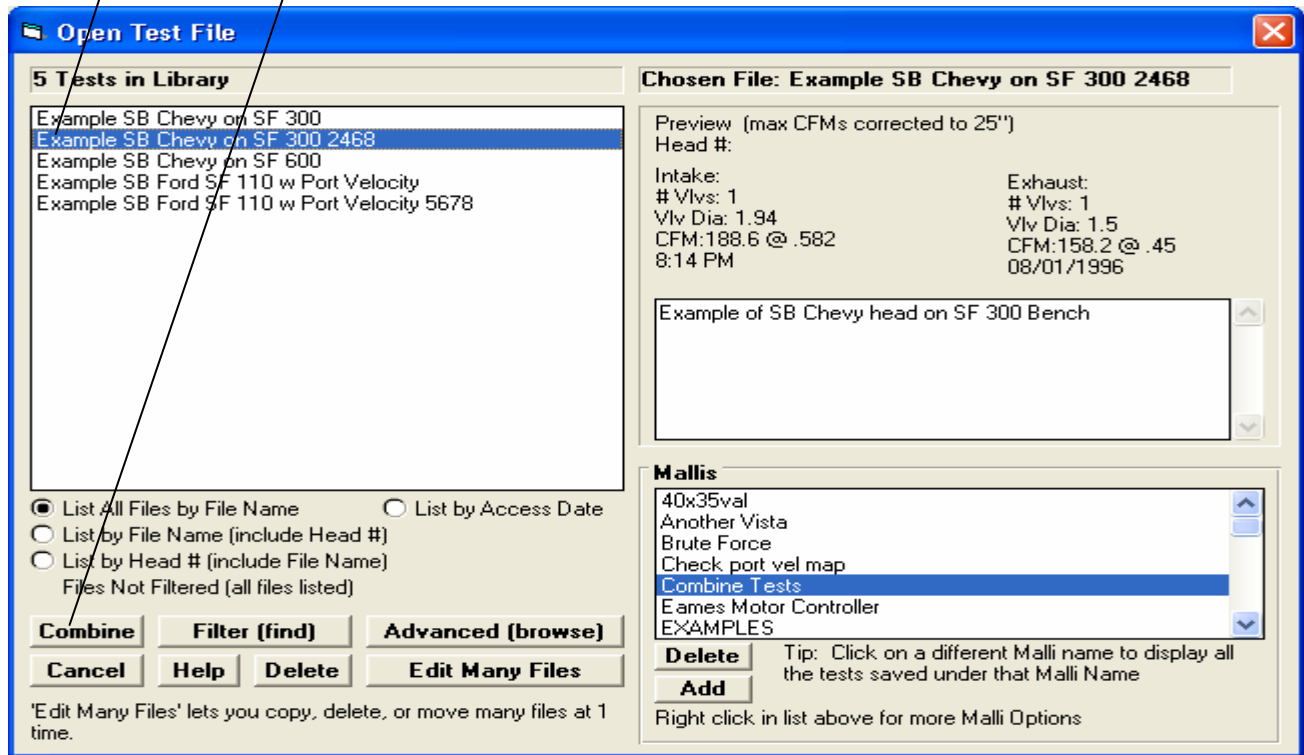 Open Test File
5 Tests in Library
Example SB Chevy on SF 300
Example SB Chevy on SF 300 2468
Example SB Chevy on SF 600
Example SB Ford SF 110 w Port Velocity
Example SB Ford SF 110 w Port Velocity 5678
List All Files by File Name
List by Access Date
List by File Name (include Head #)
List by Head # (include File Name)
Files Not Filtered (all files listed)
Combine
Filter (find)
Advanced (browse)
Cancel
Help
Delete
Edit Many Files
'Edit Many Files' lets you copy, delete, or move many files at 1
time.
Chosen File: Example SB Chevy on SF 300 2468
Preview (max CFMs corrected to 25")
Head #:
Intake:
# Vlvs: 1
Vlv Dia: 1.94
CFM:188.6 @ .582
8:14 PM
Exhaust:
# Vlvs: 1
Vlv Dia: 1.5
CFM:158.2 @ .45
08/01/1996
Example of SB Chevy head on SF 300 Bench
Mallis
40x35val
Another Vista
Brute Force
Check port vel map
Combine Tests
Eames Motor Controller
EXAMPLES
Delete
Add
Tip: Click on a different Malli name to display all
the tests saved under that Malli Name
Right click in list above for more Malli Options